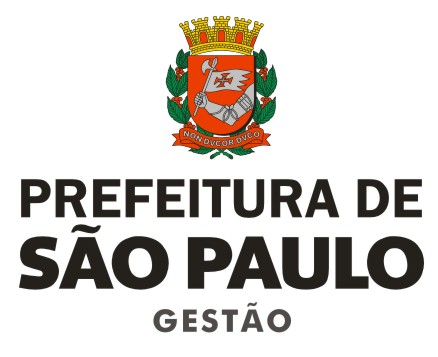 NON DVCOR DVCO
PREFEITURA DE
SÃO PAULO
GESTÃO